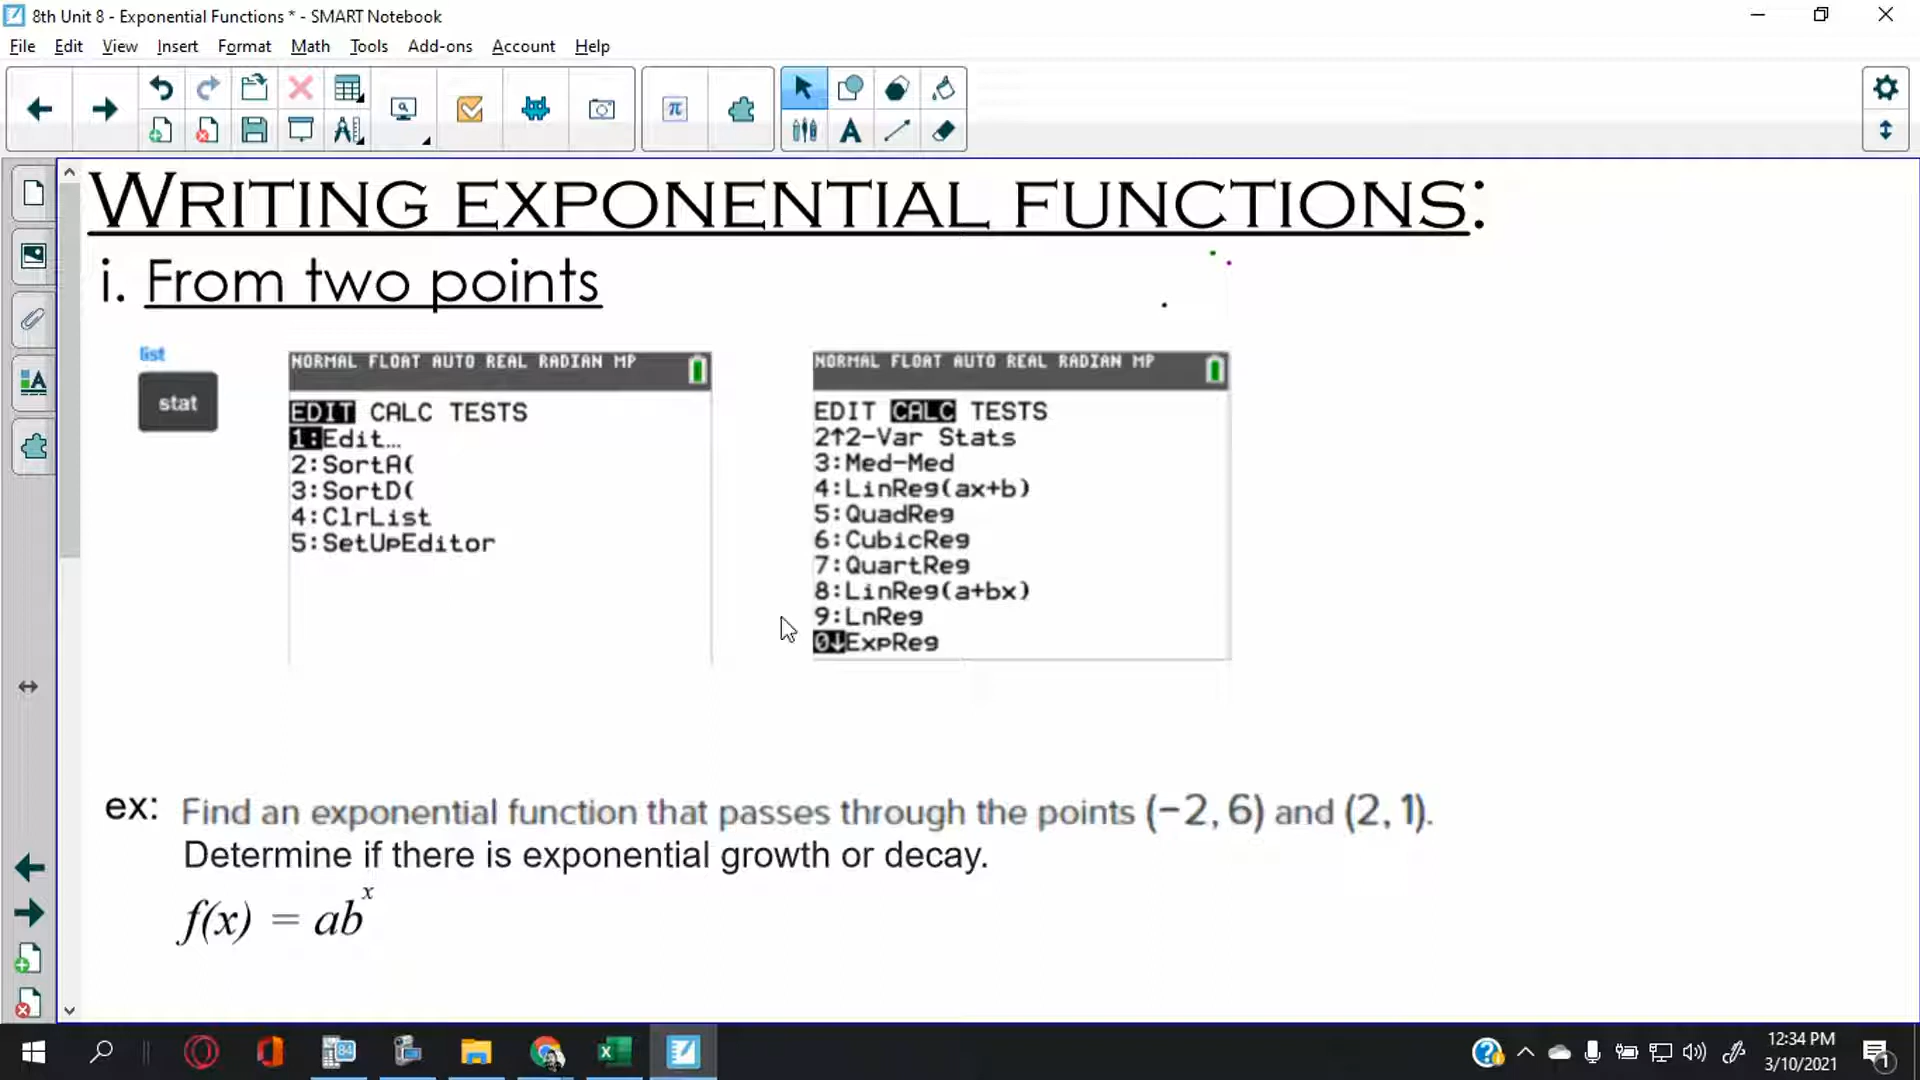 8th Unit 8 - Exponential Functions * - SMART Notebook
File Edit View Insert Format Math Tools Add-ons Account Help
WRITING EXPONENTIAL FUNCTIONS:
i. From two points
list
stat
NORMAL FLOAT AUTO REAL RADIAN MP
EDIT CALC TESTS
1:Edit…
2:SortA(
3:SortD(
4:ClrList
5:SetUpEditor
NORMAL FLOAT AUTO REAL RADIAN MP
EDIT CALC TESTS
2↑2-Var Stats
3:Med-Med
4:LinReg(ax+b)
5:QuadReg
6:CubicReg
7:QuartReg
8:LinReg(a+bx)
9:LnReg
0↓ExpReg
ex: Find an exponential function that passes through the points (−2, 6) and (2, 1).
Determine if there is exponential growth or decay.
f(x) = ab^x
12:34 PM
3/10/2021